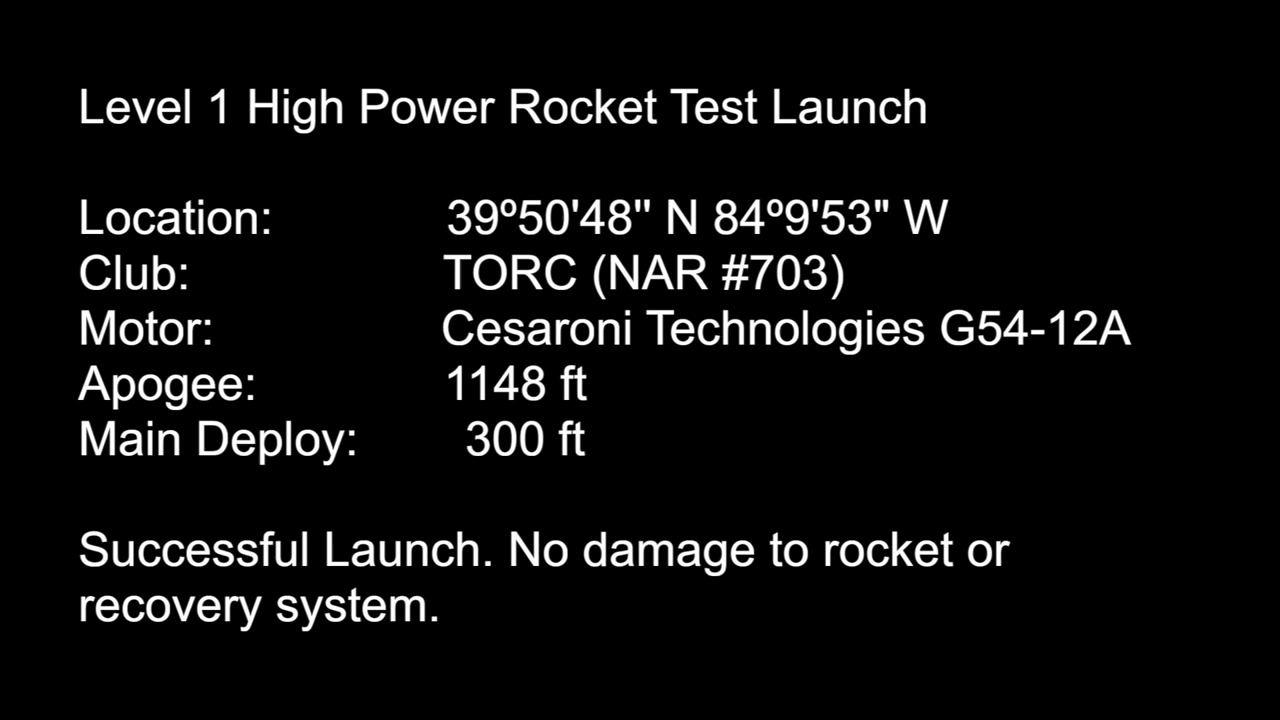 Level 1 High Power Rocket Test Launch
Location: 39º50'48" N 84º9'53" W
Club: TORC (NAR #703)
Motor: Cesaroni Technologies G54-12A
Apogee: 1148 ft
Main Deploy: 300 ft
Successful Launch. No damage to rocket or
recovery system.